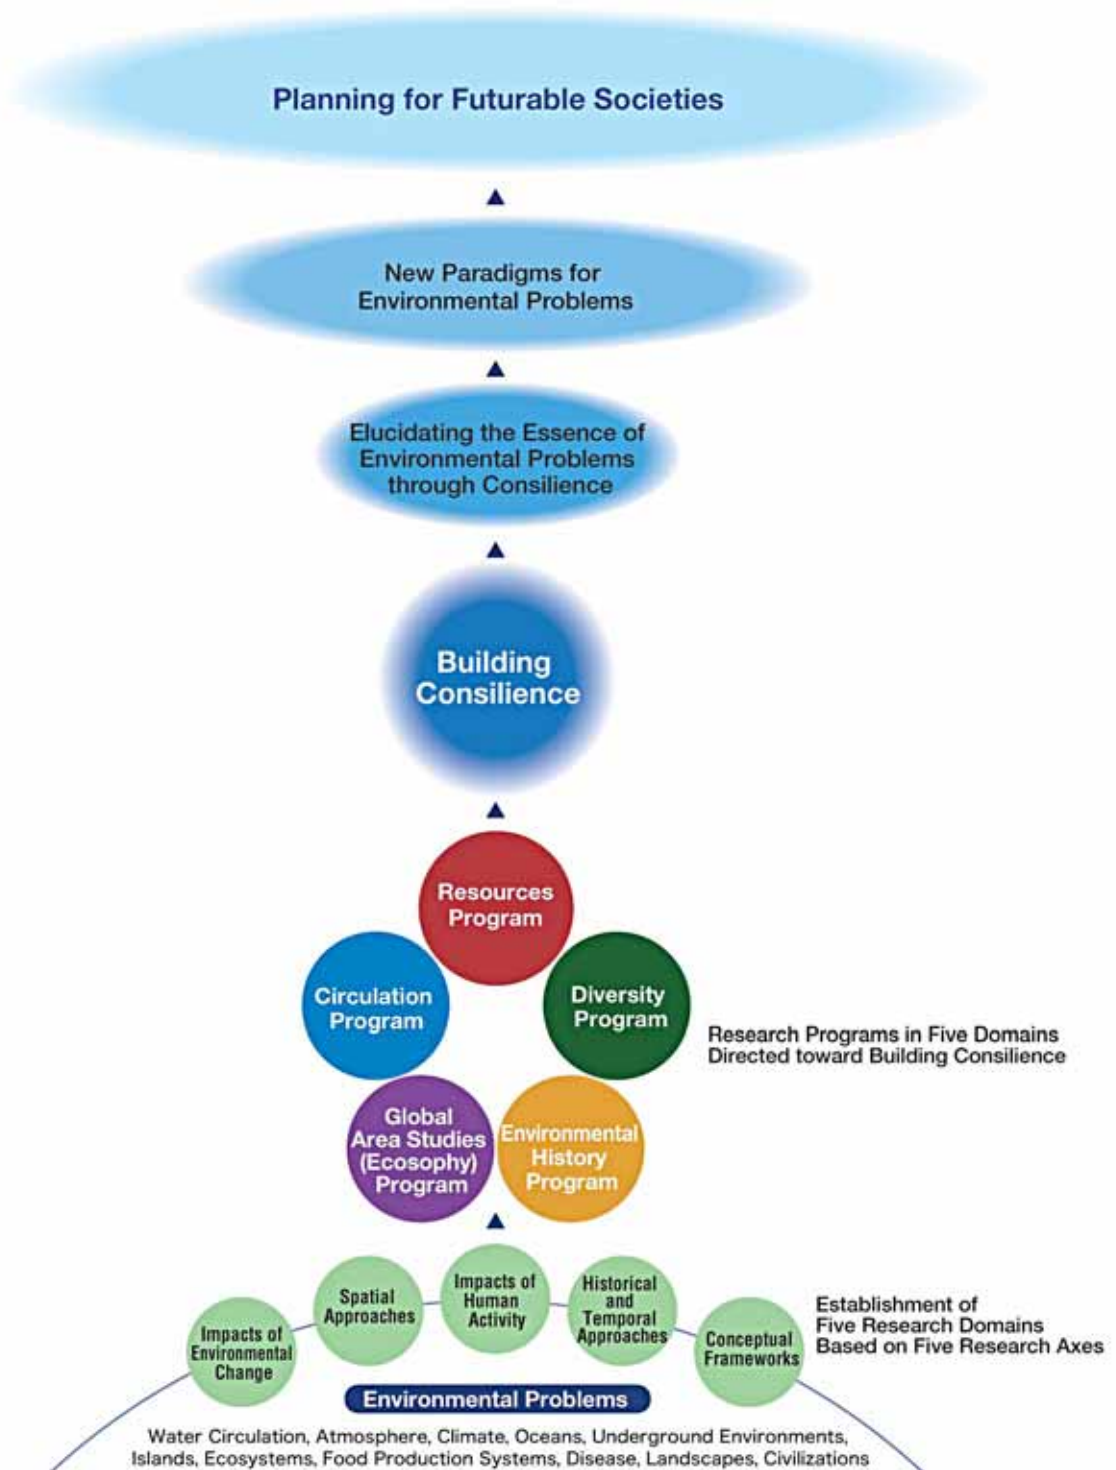 Planning for Futurable Societies
New Paradigms for
Environmental Problems
Elucidating the Essence of
Environmental Problems
through Consilience
Building
Consilience
Resources
Program
Circulation
Program
Diversity
Program
Research Programs in Five Domains
Directed toward Building Consilience
Global
Area Studies
(Ecosophy)
Program
Environmental
History
Program
Impacts of
Environmental
Change
Spatial
Approaches
Impacts of
Human
Activity
Historical
and
Temporal
Approaches
Conceptual
Frameworks
Establishment of
Five Research Domains
Based on Five Research Axes
Environmental Problems
Water Circulation, Atmosphere, Climate, Oceans, Underground Environments,
Islands, Ecosystems, Food Production Systems, Disease, Landscapes, Civilizations